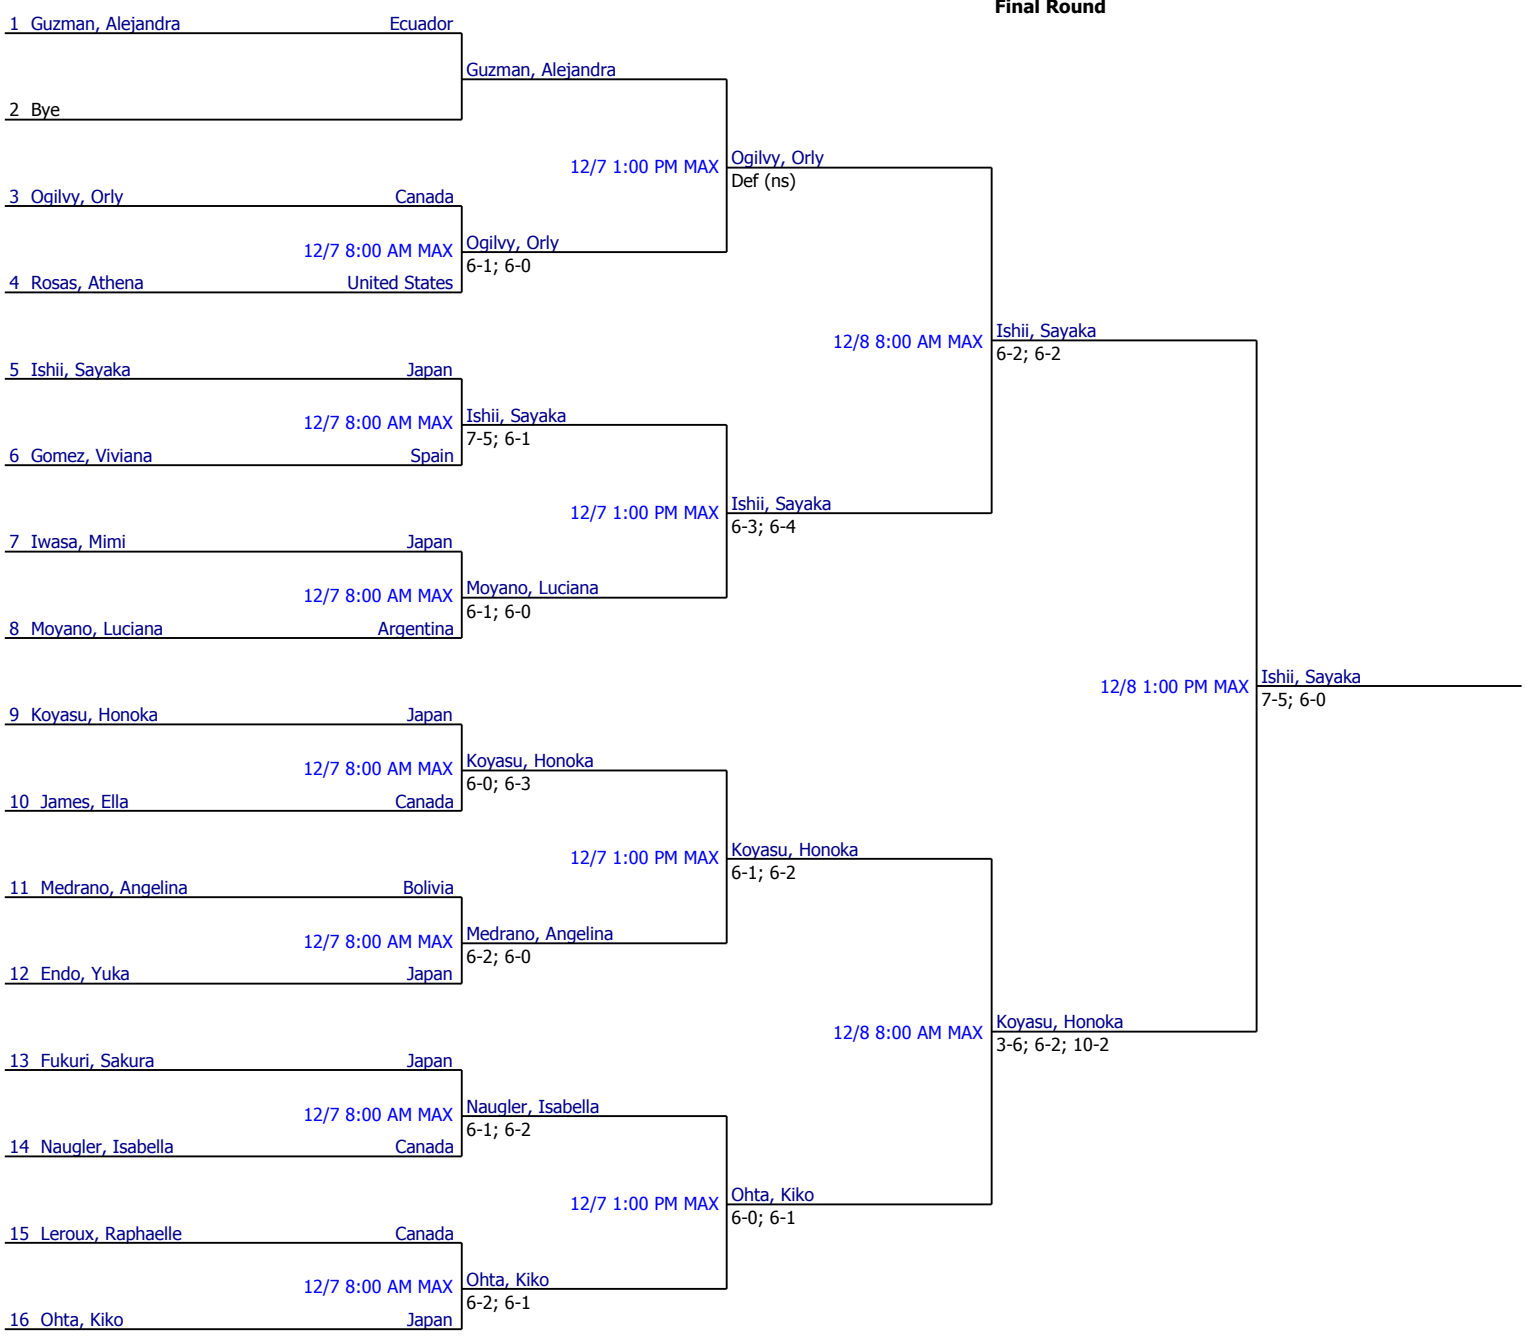 Final Round
1 Guzman, Alejandra Ecuador
Guzman, Alejandra
2 Bye
12/7 1:00 PM MAX Ogilvy, Orly
Def (ns)
3 Ogilvy, Orly Canada
12/7 8:00 AM MAX Ogilvy, Orly
6-1; 6-0
4 Rosas, Athena United States
12/8 8:00 AM MAX Ishii, Sayaka
6-2; 6-2
5 Ishii, Sayaka Japan
12/7 8:00 AM MAX Ishii, Sayaka
7-5; 6-1
6 Gomez, Viviana Spain
12/7 1:00 PM MAX Ishii, Sayaka
6-3; 6-4
7 Iwasa, Mimi Japan
12/7 8:00 AM MAX Moyano, Luciana
6-1; 6-0
8 Moyano, Luciana Argentina
12/8 1:00 PM MAX Ishii, Sayaka
7-5; 6-0
9 Koyasu, Honoka Japan
12/7 8:00 AM MAX Koyasu, Honoka
6-0; 6-3
10 James, Ella Canada
12/7 1:00 PM MAX Koyasu, Honoka
6-1; 6-2
11 Medrano, Angelina Bolivia
12/7 8:00 AM MAX Medrano, Angelina
6-2; 6-0
12 Endo, Yuka Japan
12/8 8:00 AM MAX Koyasu, Honoka
3-6; 6-2; 10-2
13 Fukuri, Sakura Japan
12/7 8:00 AM MAX Naugler, Isabella
6-1; 6-2
14 Naugler, Isabella Canada
12/7 1:00 PM MAX Ohta, Kiko
6-0; 6-1
15 Leroux, Raphaelle Canada
12/7 8:00 AM MAX Ohta, Kiko
6-2; 6-1
16 Ohta, Kiko Japan